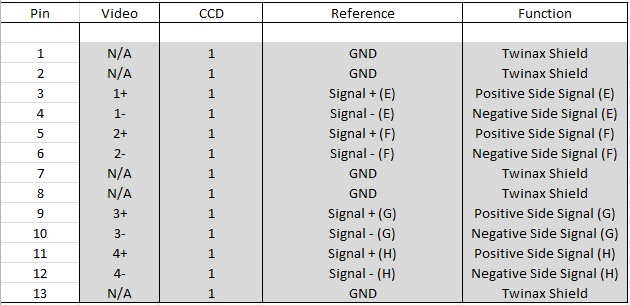 Pin Video CCD Reference Function
1 N/A 1 GND Twinax Shield
2 N/A 1 GND Twinax Shield
3 1+ 1 Signal + (E) Positive Side Signal (E)
4 1- 1 Signal - (E) Negative Side Signal (E)
5 2+ 1 Signal + (F) Positive Side Signal (F)
6 2- 1 Signal - (F) Negative Side Signal (F)
7 N/A 1 GND Twinax Shield
8 N/A 1 GND Twinax Shield
9 3+ 1 Signal + (G) Positive Side Signal (G)
10 3- 1 Signal - (G) Negative Side Signal (G)
11 4+ 1 Signal + (H) Positive Side Signal (H)
12 4- 1 Signal - (H) Negative Side Signal (H)
13 N/A 1 GND Twinax Shield